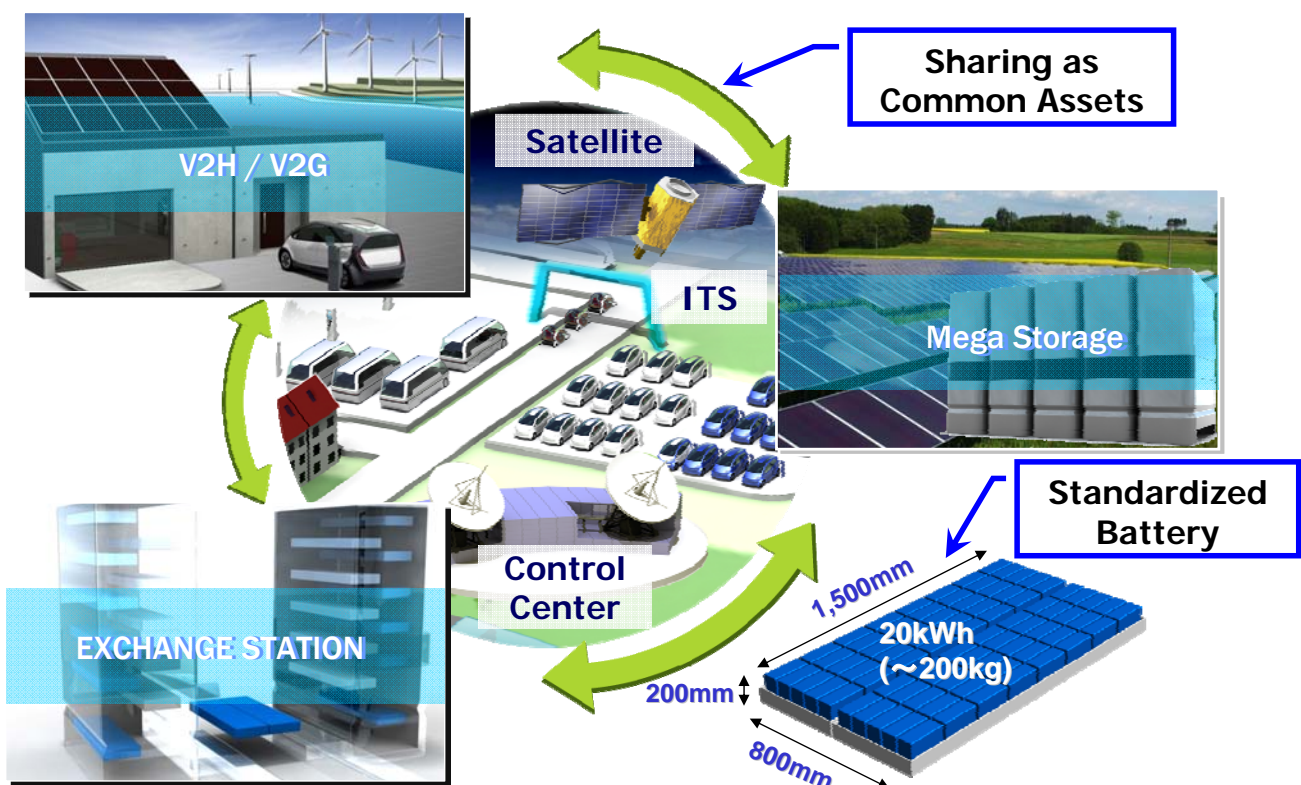 Sharing as
Common Assets
Satellite
V2H / V2G
ITS
Mega Storage
Standardized
Battery
Control
Center
EXCHANGE STATION
1,500mm
20kWh
(～200kg)
200mm
800mm